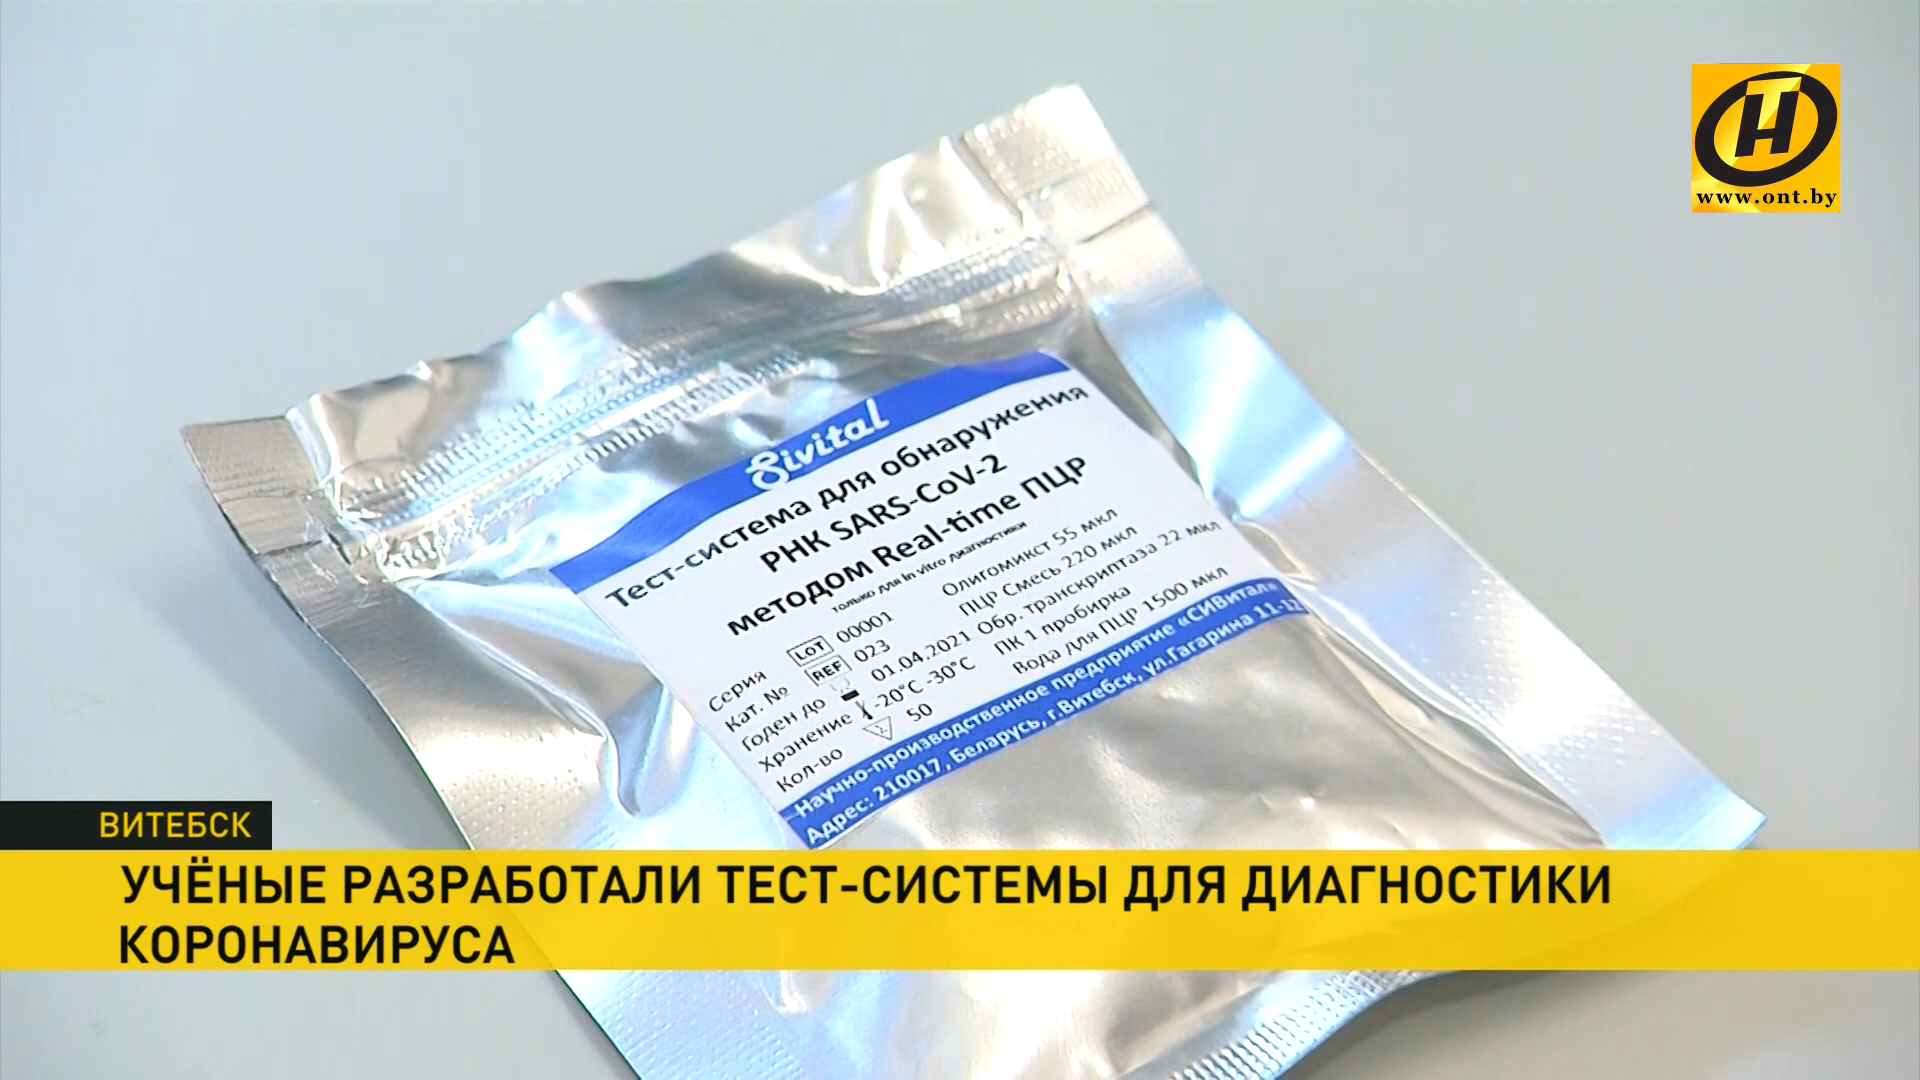 ОНТ
www.ont.by
Sivital
Тест-система для обнаружения
РНК SARS-CoV-2
методом Real-time ПЦР
только для in vitro диагностики
Серия LOT 00001 Олигомикст 55 мкл
Кат. № REF 023 ПЦР Смесь 220 мкл
Годен до 01.04.2021 Обр. транскриптаза 22 мкл
Хранение -20°C -30°C ПК 1 пробирка
Кол-во 50 Вода для ПЦР 1500 мкл
Научно-производственное предприятие «СИВитал»
Адрес: 210017, Беларусь, г.Витебск, ул.Гагарина 11-12
ВИТЕБСК
УЧЁНЫЕ РАЗРАБОТАЛИ ТЕСТ-СИСТЕМЫ ДЛЯ ДИАГНОСТИКИ
КОРОНАВИРУСА